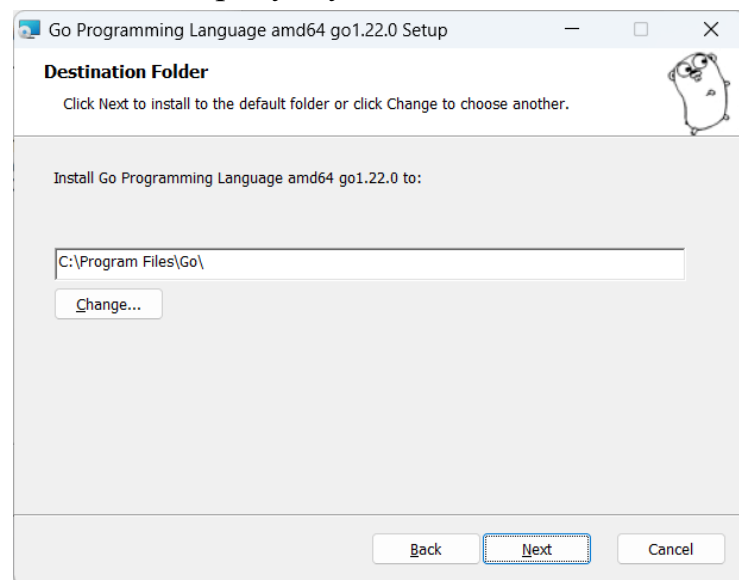 Go Programming Language amd64 go1.22.0 Setup
Destination Folder
Click Next to install to the default folder or click Change to choose another.
Install Go Programming Language amd64 go1.22.0 to:
C:\Program Files\Go\
Change...
Back Next Cancel